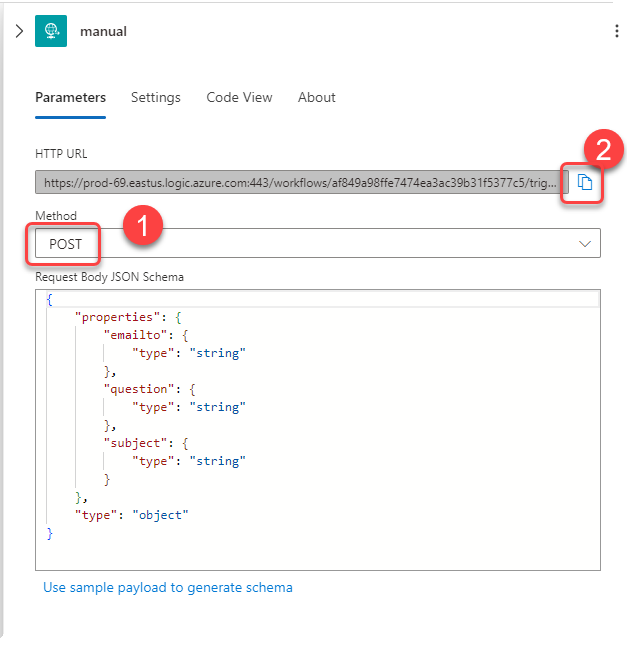 manual
Parameters Settings Code View About
HTTP URL
2
https://prod-69.eastus.logic.azure.com:443/workflows/af849a98ffe7474ea3ac39b31f5377c5/trig...
Method
1
POST
Request Body JSON Schema
{
"properties": {
"emailto": {
"type": "string"
},
"question": {
"type": "string"
},
"subject": {
"type": "string"
}
},
"type": "object"
}
Use sample payload to generate schema